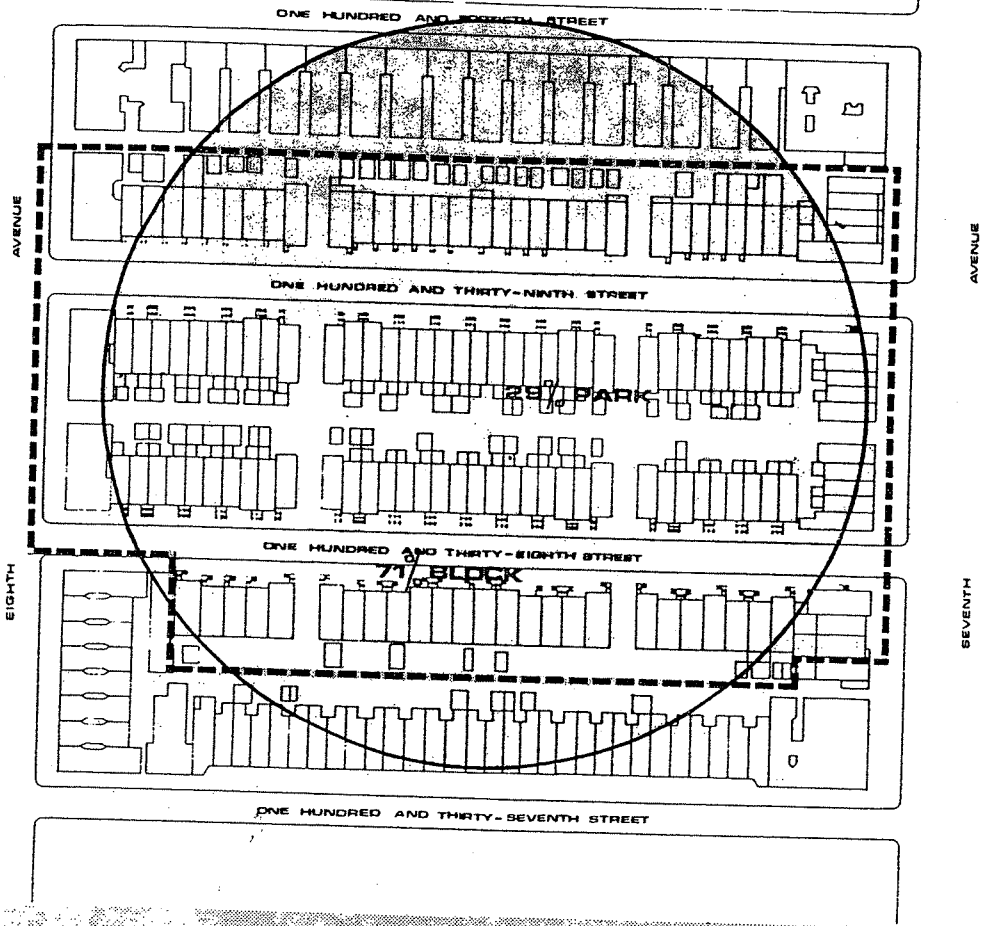 ONE HUNDRED AND FORTIETH STREET
AVENUE
AVENUE
ONE HUNDRED AND THIRTY-NINTH STREET
29% PARK
ONE HUNDRED AND THIRTY-EIGHTH STREET
71% BLOCK
EIGHTH
SEVENTH
ONE HUNDRED AND THIRTY-SEVENTH STREET